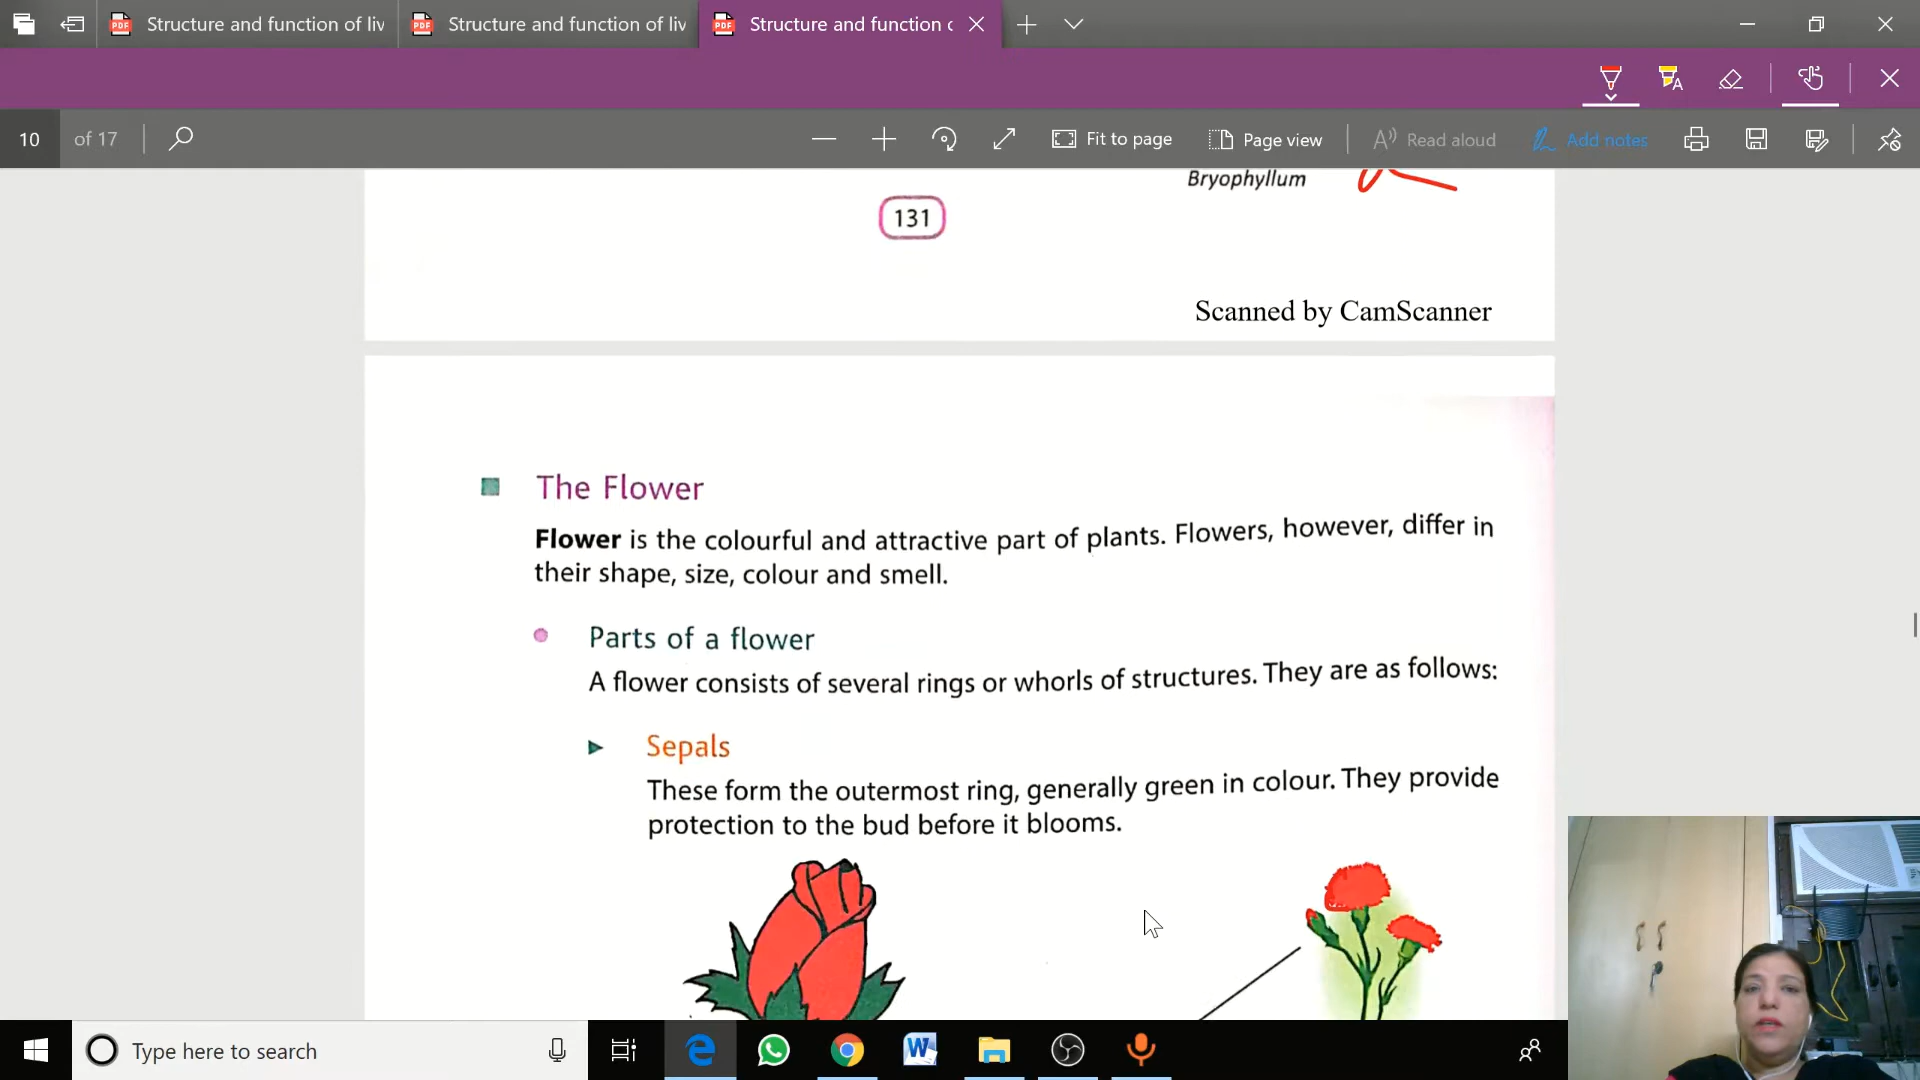 Structure and function of liv
Structure and function of liv
Structure and function c
10
of 17
Fit to page
Page view
Read aloud
Add notes
Bryophyllum
131
Scanned by CamScanner
The Flower
Flower is the colourful and attractive part of plants. Flowers, however, differ in
their shape, size, colour and smell.
Parts of a flower
A flower consists of several rings or whorls of structures. They are as follows:
Sepals
These form the outermost ring, generally green in colour. They provide
protection to the bud before it blooms.
Type here to search